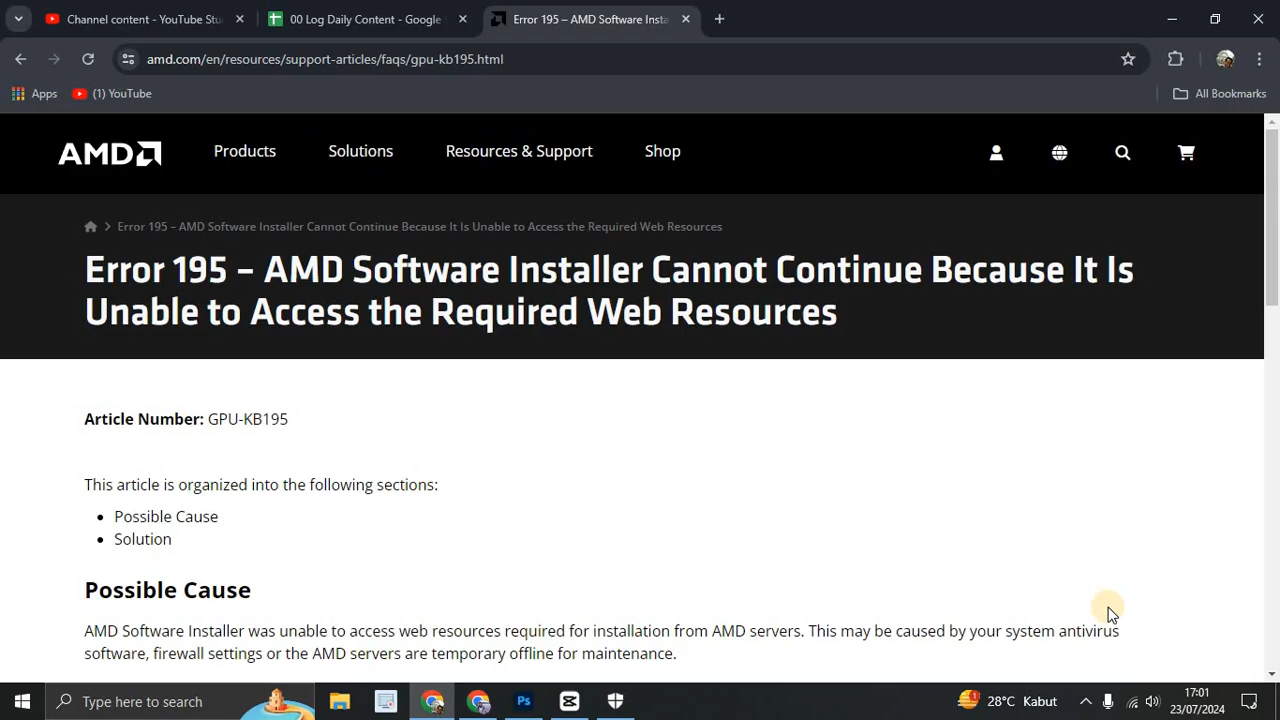 Channel content - YouTube Stu
00 Log Daily Content - Google
Error 195 – AMD Software Insta
amd.com/en/resources/support-articles/faqs/gpu-kb195.html
Apps
(1) YouTube
All Bookmarks
AMD
Products
Solutions
Resources & Support
Shop
Error 195 – AMD Software Installer Cannot Continue Because It Is Unable to Access the Required Web Resources
Error 195 – AMD Software Installer Cannot Continue Because It Is
Unable to Access the Required Web Resources
Article Number: GPU-KB195
This article is organized into the following sections:
• Possible Cause
• Solution
Possible Cause
AMD Software Installer was unable to access web resources required for installation from AMD servers. This may be caused by your system antivirus
software, firewall settings or the AMD servers are temporary offline for maintenance.
Type here to search
Ps
1
28°C Kabut
17:01
23/07/2024